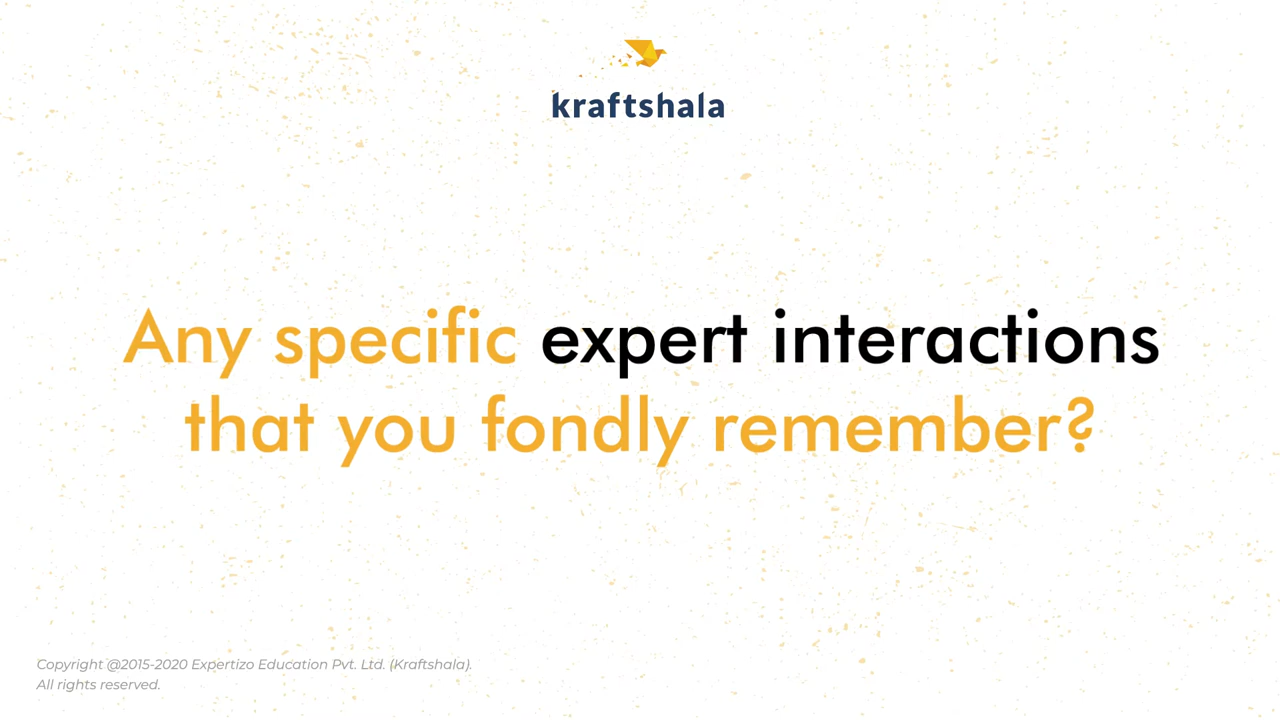 kraftshala
Any specific expert interactions
that you fondly remember?
Copyright @2015-2020 Expertizo Education Pvt. Ltd. (Kraftshala).
All rights reserved.